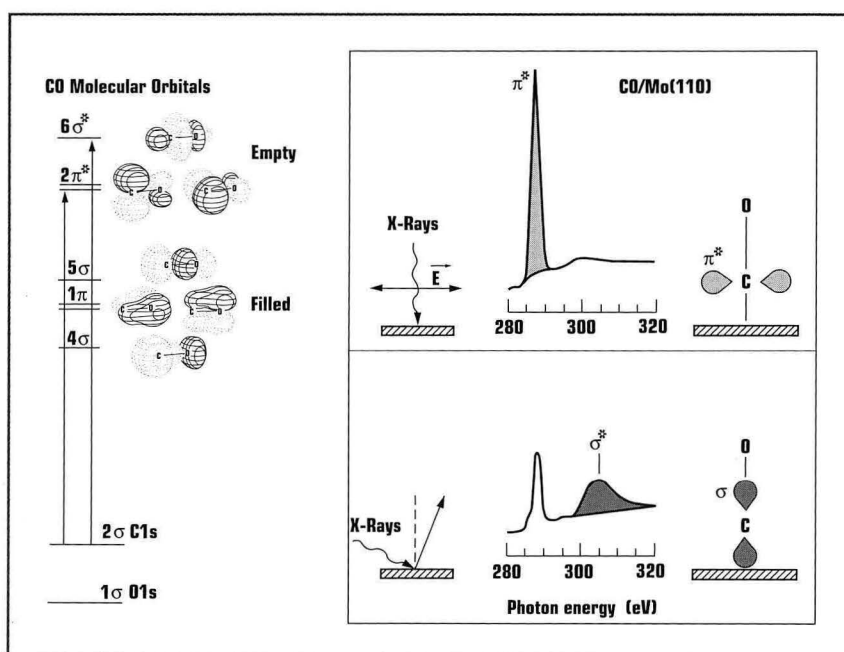 CO Molecular Orbitals
6σ*
C O
Empty
2π*
C O
C O
5σ
C O
1π
C O
C O
Filled
4σ
C O
2σ C1s
1σ O1s
CO/Mo(110)
π*
X-Rays
E
280 300 320
O
π*
C
σ*
X-Rays
280 300 320
Photon energy (eV)
O
σ
C